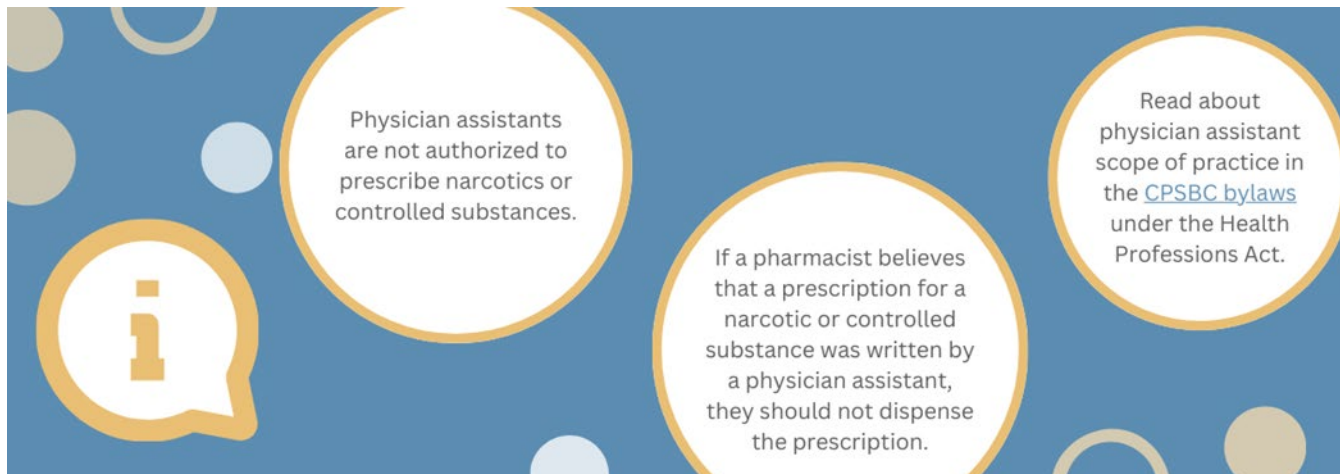 Physician assistants
are not authorized to
prescribe narcotics or
controlled substances.
If a pharmacist believes
that a prescription for a
narcotic or controlled
substance was written by
a physician assistant,
they should not dispense
the prescription.
Read about
physician assistant
scope of practice in
the CPSBC bylaws
under the Health
Professions Act.
i